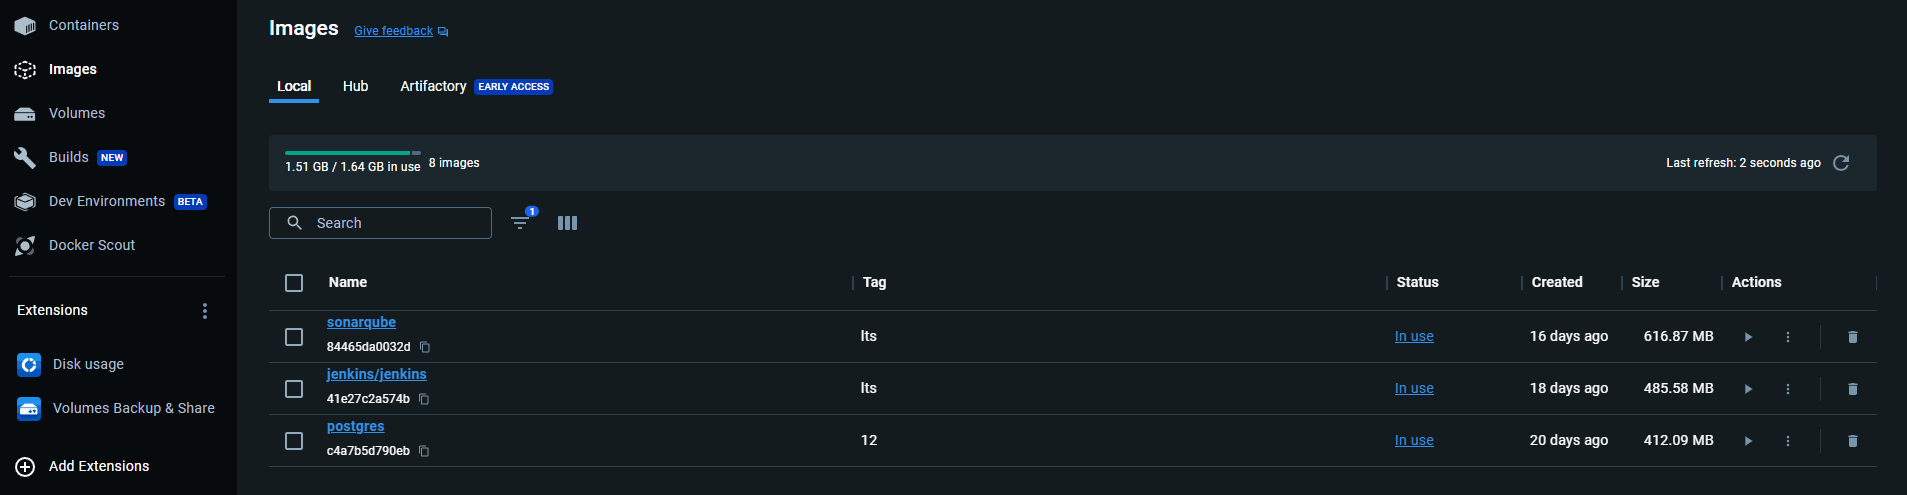 Containers
Images
Volumes
Builds NEW
Dev Environments BETA
Docker Scout
Extensions
Disk usage
Volumes Backup & Share
Add Extensions
Images Give feedback
Local Hub Artifactory EARLY ACCESS
1.51 GB / 1.64 GB in use 8 images Last refresh: 2 seconds ago
Search 1
Name Tag Status Created Size Actions
sonarqube
84465da0032d lts In use 16 days ago 616.87 MB
jenkins/jenkins
41e27c2a574b lts In use 18 days ago 485.58 MB
postgres
c4a7b5d790eb 12 In use 20 days ago 412.09 MB